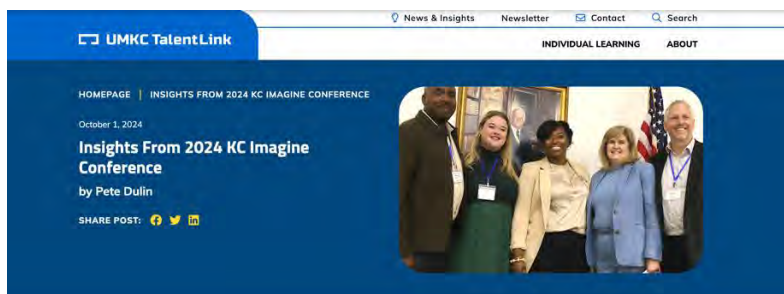 News & Insights Newsletter Contact Search
UMKC TalentLink
INDIVIDUAL LEARNING ABOUT
HOMEPAGE | INSIGHTS FROM 2024 KC IMAGINE CONFERENCE
October 1, 2024
Insights From 2024 KC Imagine
Conference
by Pete Dulin
SHARE POST: